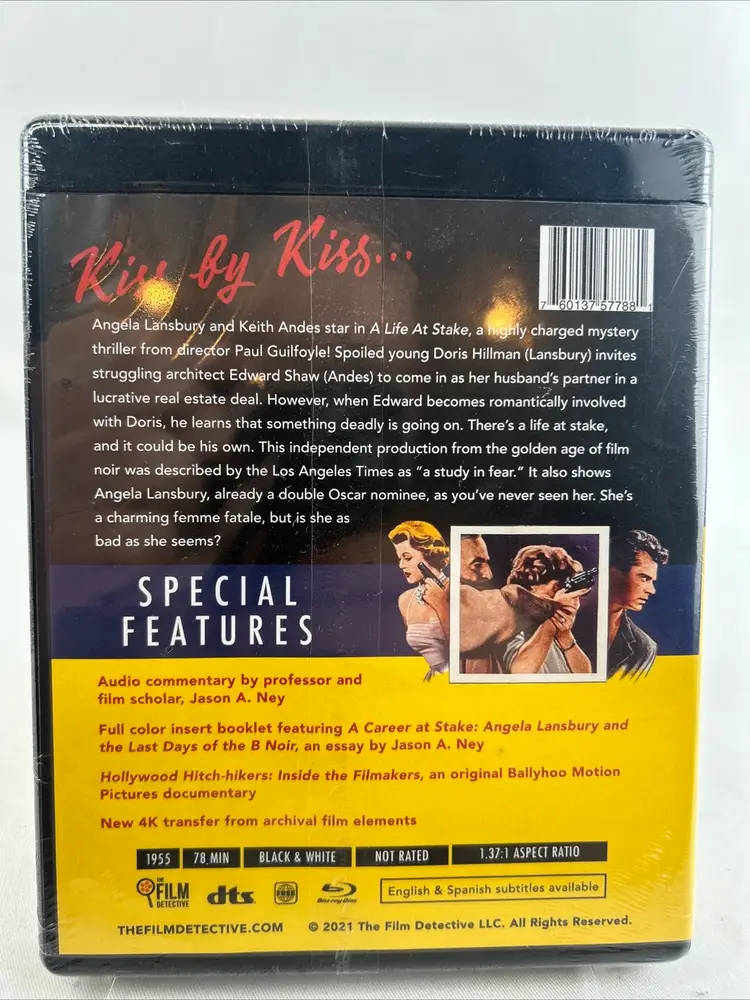 Kiss by Kiss...
7 60137 57788 1
Angela Lansbury and Keith Andes star in A Life At Stake, a highly charged mystery
thriller from director Paul Guilfoyle! Spoiled young Doris Hillman (Lansbury) invites
struggling architect Edward Shaw (Andes) to come in as her husband's partner in a
lucrative real estate deal. However, when Edward becomes romantically involved
with Doris, he learns that something deadly is going on. There's a life at stake,
and it could be his own. This independent production from the golden age of film
noir was described by the Los Angeles Times as "a study in fear." It also shows
Angela Lansbury, already a double Oscar nominee, as you've never seen her. She's
a charming femme fatale, but is she as
bad as she seems?
SPECIAL
FEATURES
Audio commentary by professor and
film scholar, Jason A. Ney
Full color insert booklet featuring A Career at Stake: Angela Lansbury and
the Last Days of the B Noir, an essay by Jason A. Ney
Hollywood Hitch-hikers: Inside the Filmakers, an original Ballyhoo Motion
Pictures documentary
New 4K transfer from archival film elements
1955 78 MIN BLACK & WHITE NOT RATED 1.37:1 ASPECT RATIO
THE
FILM
DETECTIVE
dts
Blu-ray Disc
English & Spanish subtitles available
THEFILMDETECTIVE.COM © 2021 The Film Detective LLC. All Rights Reserved.